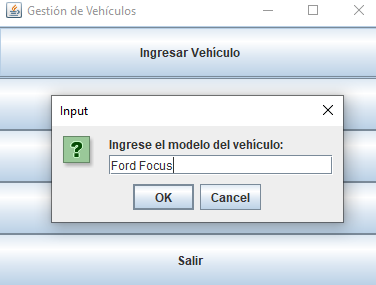 Gestión de Vehículos
Ingresar Vehículo
Input
Ingrese el modelo del vehículo:
Ford Focus
OK Cancel
Salir